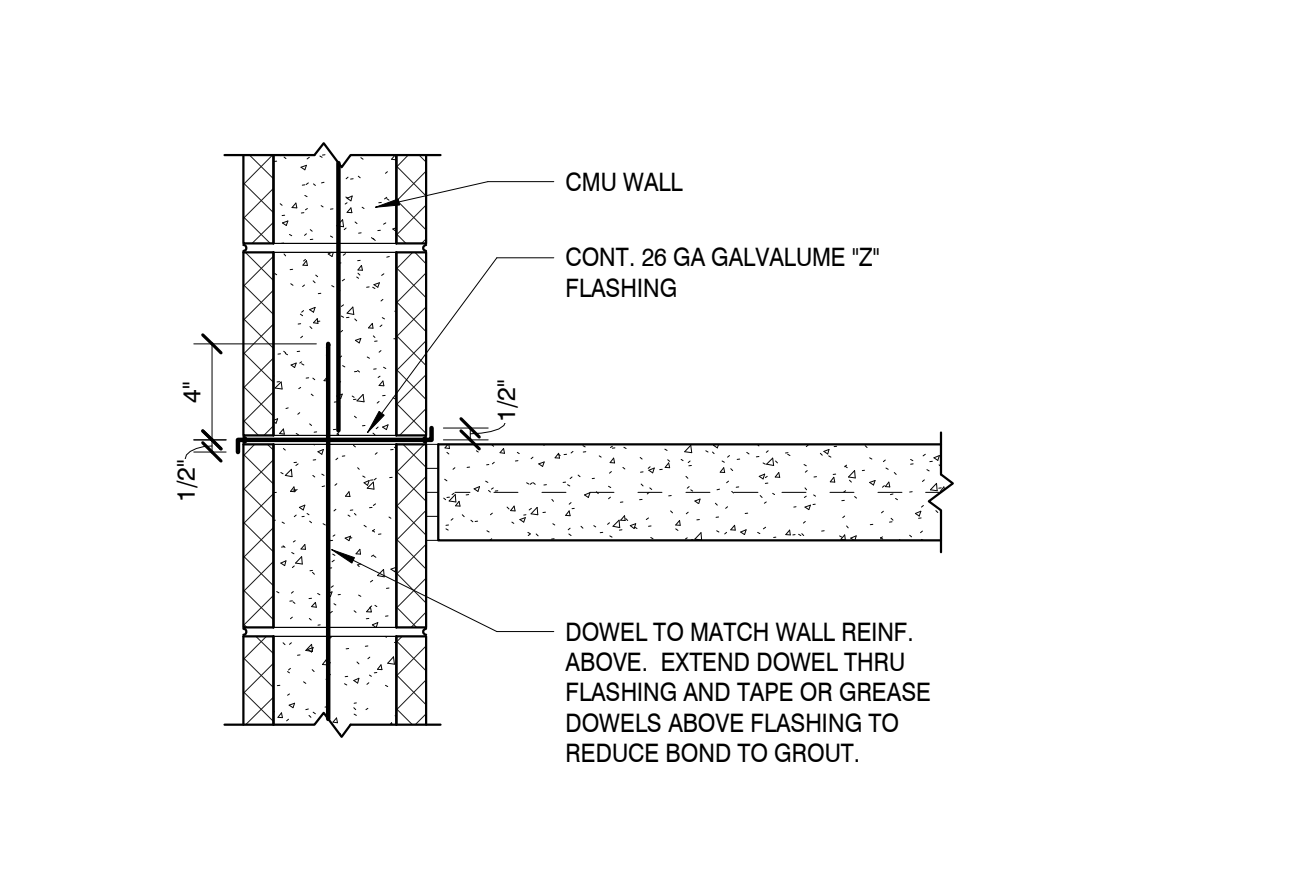 CMU WALL
CONT. 26 GA GALVALUME "Z"
FLASHING
4"
1/2"
1/2"
DOWEL TO MATCH WALL REINF.
ABOVE.  EXTEND DOWEL THRU
FLASHING AND TAPE OR GREASE
DOWELS ABOVE FLASHING TO
REDUCE BOND TO GROUT.